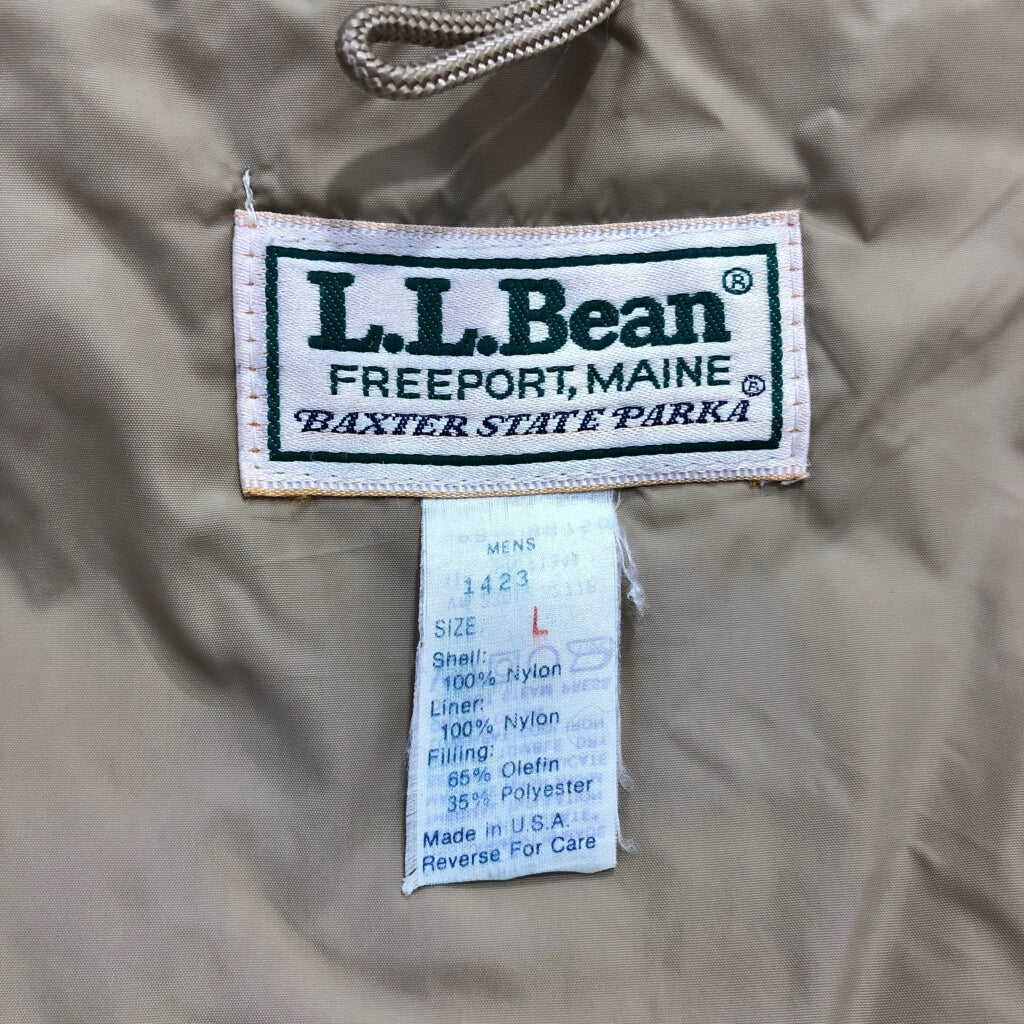 L.L.Bean®
FREEPORT, MAINE
BAXTER STATE PARKA®
MENS
1423
SIZE L
Shell:
100% Nylon
Liner:
100% Nylon
Filling:
65% Olefin
35% Polyester
Made in U.S.A.
Reverse For Care